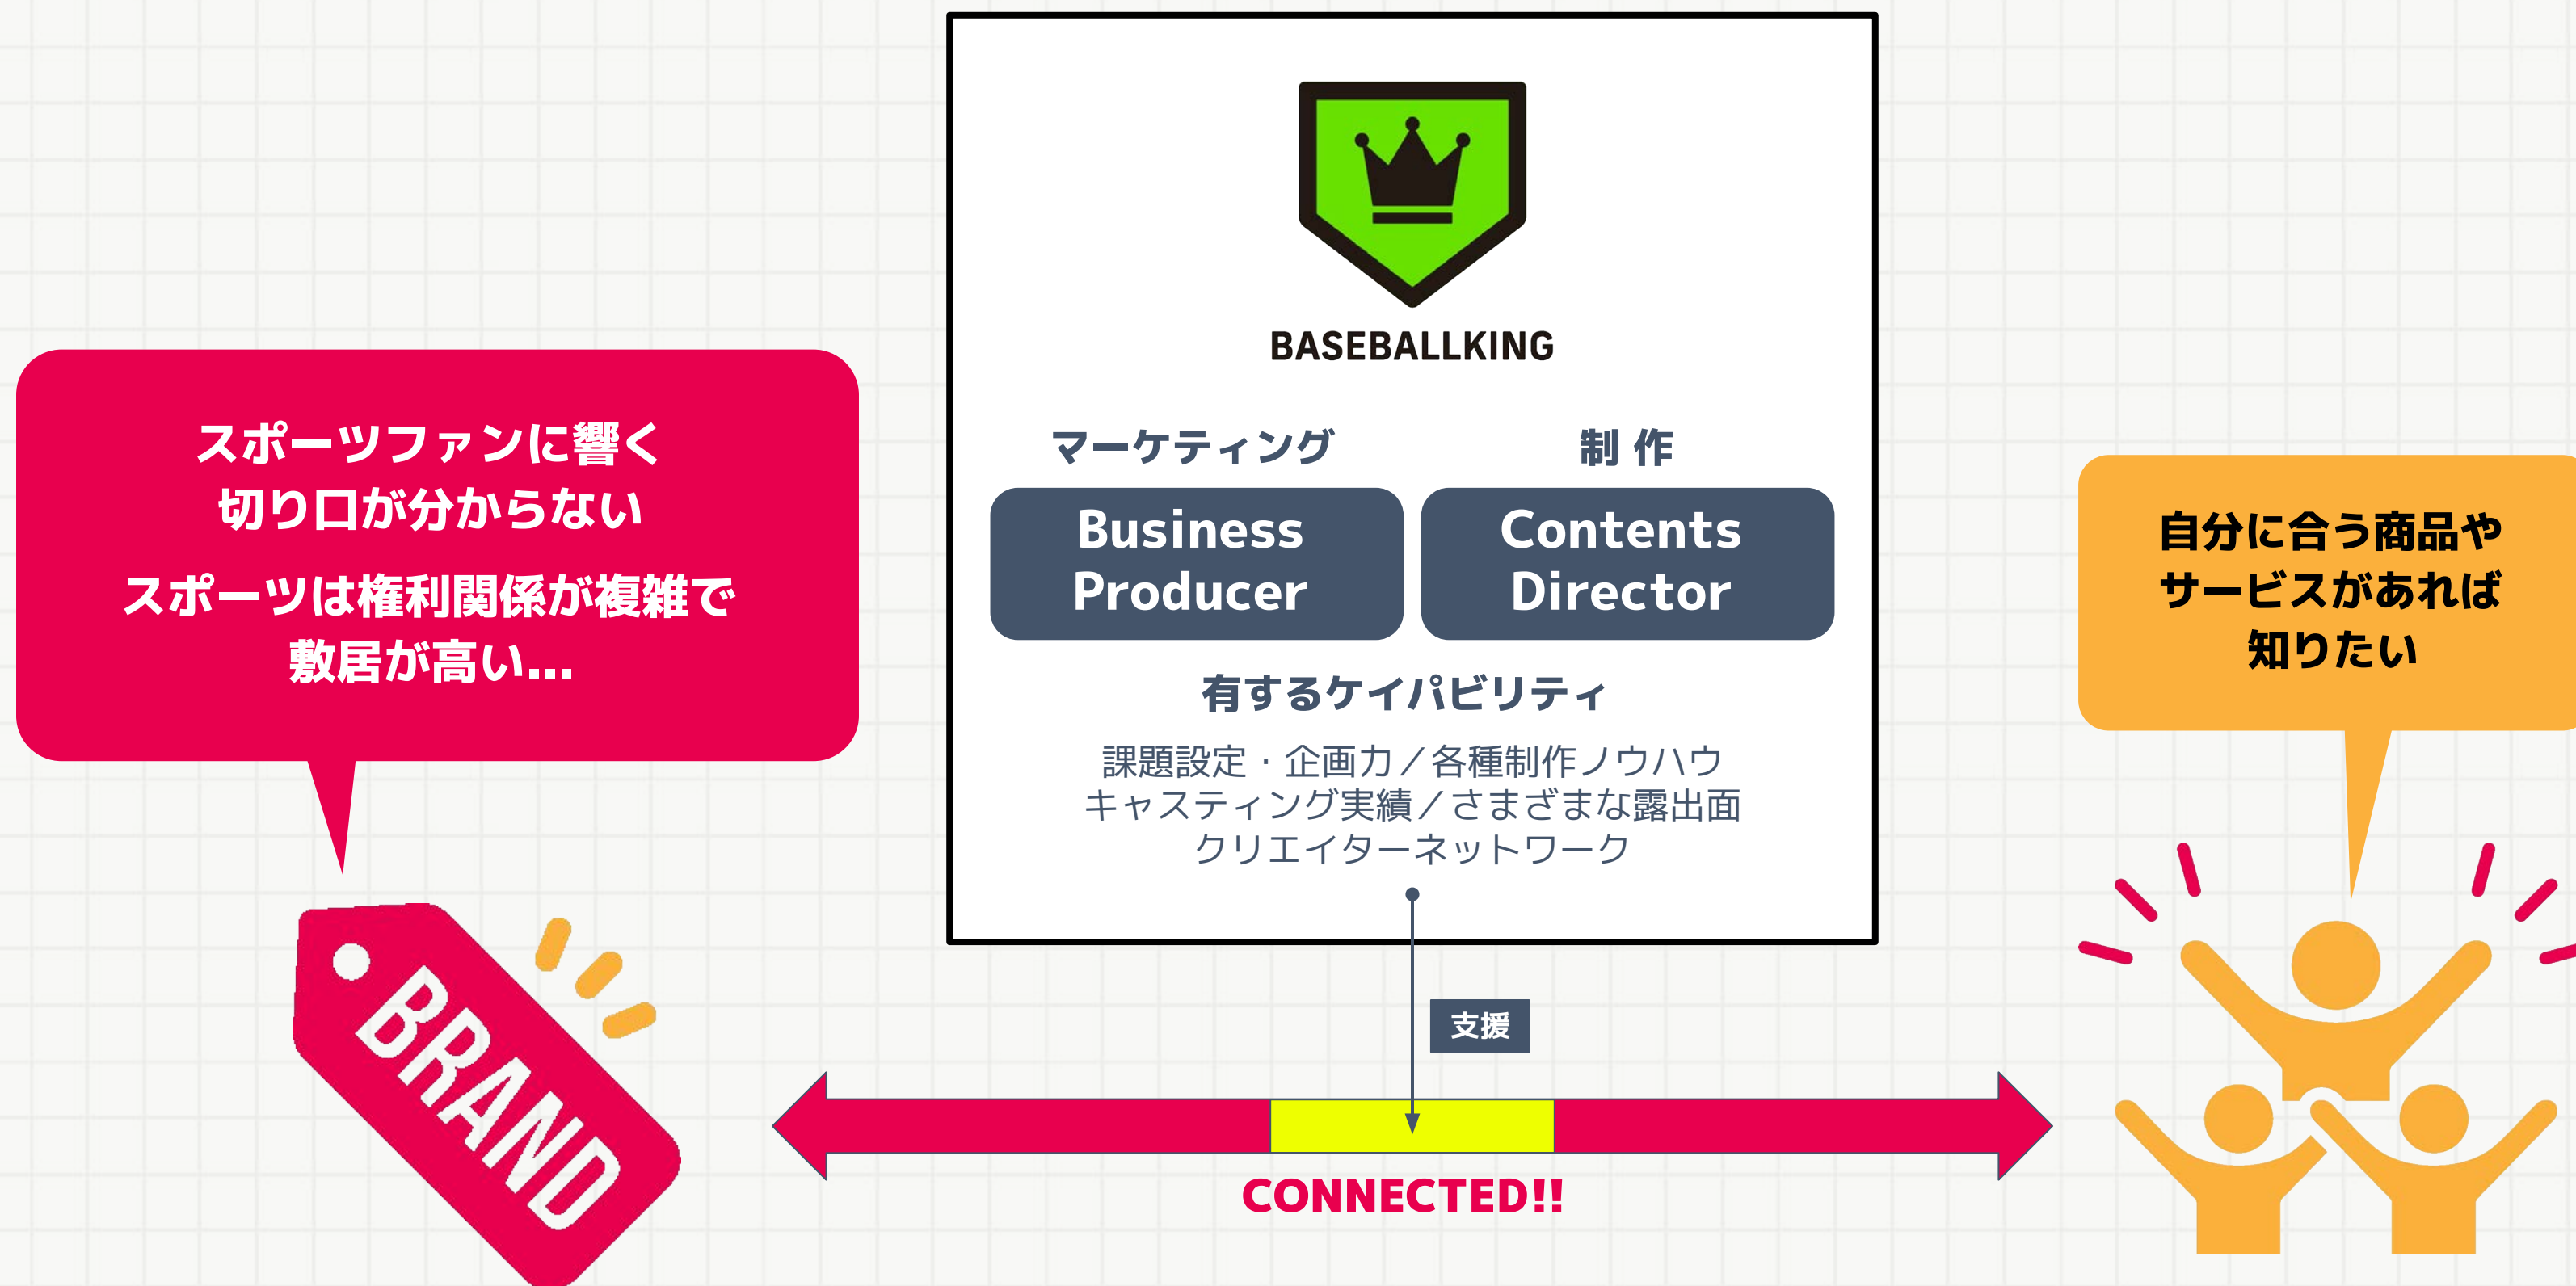 BASEBALLKING
スポーツファンに響く
切り口が分からない
スポーツは権利関係が複雑で
敷居が高い...
BRAND
マーケティング
Business
Producer
制 作
Contents
Director
有するケイパビリティ
課題設定・企画力／各種制作ノウハウ
キャスティング実績／さまざまな露出面
クリエイターネットワーク
支援
CONNECTED!!
自分に合う商品や
サービスがあれば
知りたい